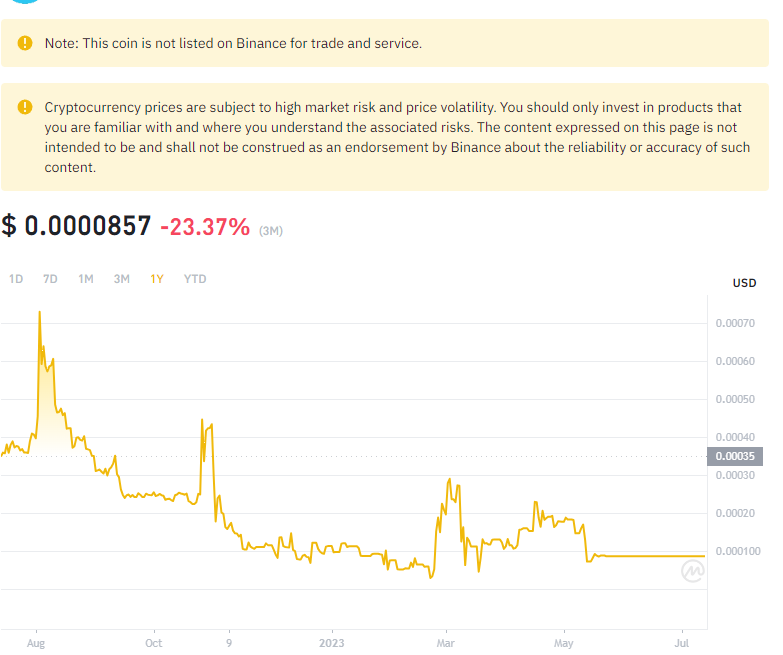 Note: This coin is not listed on Binance for trade and service.
Cryptocurrency prices are subject to high market risk and price volatility. You should only invest in products that
you are familiar with and where you understand the associated risks. The content expressed on this page is not
intended to be and shall not be construed as an endorsement by Binance about the reliability or accuracy of such
content.
$ 0.0000857 -23.37% (3M)
1D 7D 1M 3M 1Y YTD
USD
0.00070
0.00060
0.00050
0.00040
0.00035
0.00030
0.00020
0.000100
Aug Oct 9 2023 Mar May Jul